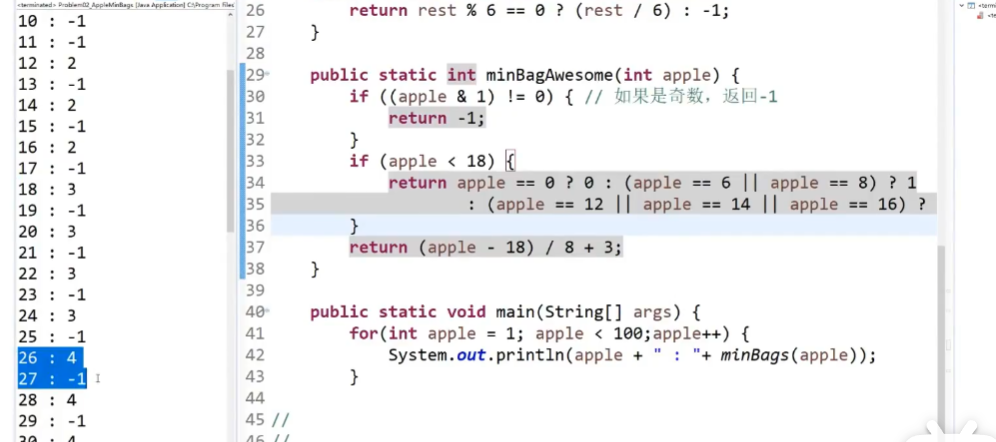 <terminated> Problem02_AppleMinBags [Java Application] C:\Program Files
10 : -1
11 : -1
12 : 2
13 : -1
14 : 2
15 : -1
16 : 2
17 : -1
18 : 3
19 : -1
20 : 3
21 : -1
22 : 3
23 : -1
24 : 3
25 : -1
26 : 4
27 : -1
28 : 4
29 : -1
30 : 4
26 return rest % 6 == 0 ? (rest / 6) : -1;
27 }
28
29 public static int minBagAwesome(int apple) {
30 if ((apple & 1) != 0) { // 如果是奇数，返回-1
31 return -1;
32 }
33 if (apple < 18) {
34 return apple == 0 ? 0 : (apple == 6 || apple == 8) ? 1
35 : (apple == 12 || apple == 14 || apple == 16) ?
36 }
37 return (apple - 18) / 8 + 3;
38 }
39
40 public static void main(String[] args) {
41 for(int apple = 1; apple < 100;apple++) {
42 System.out.println(apple + " : "+ minBags(apple));
43 }
44
45 //
46 //